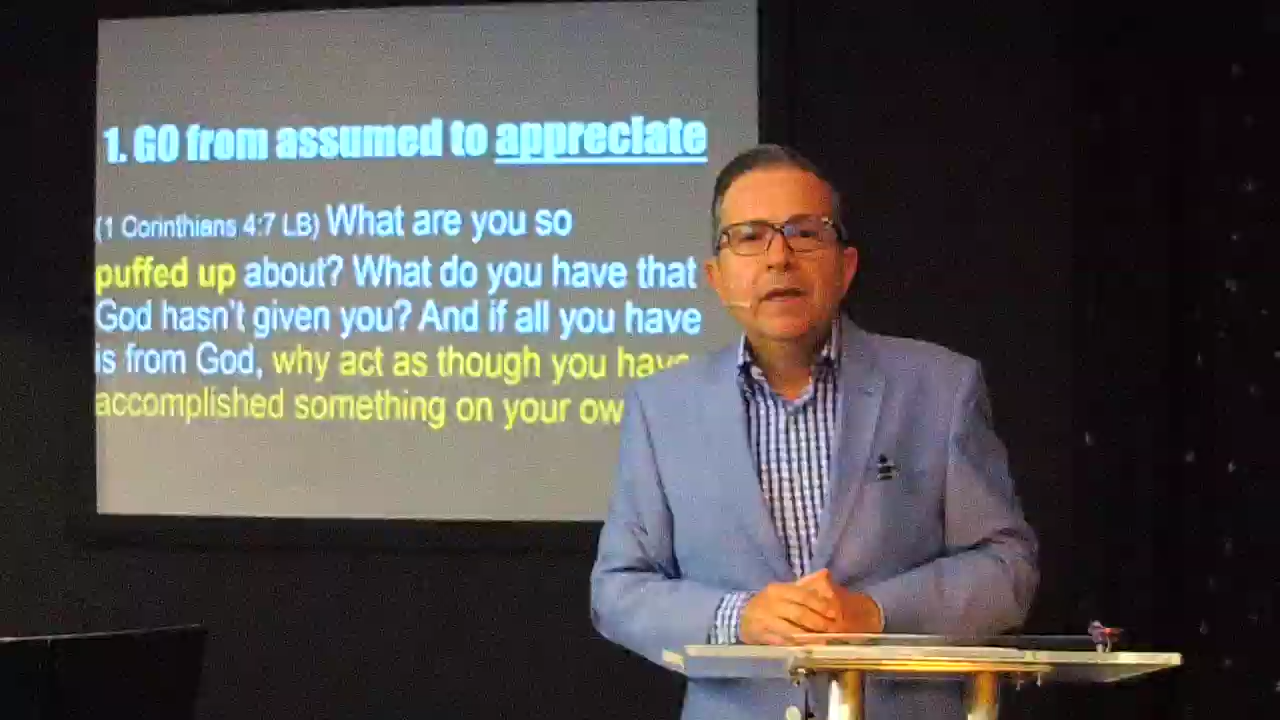 1. GO from assumed to appreciate
(1 Corinthians 4:7 LB) What are you so
puffed up about? What do you have that
God hasn't given you? And if all you have
is from God, why act as though you have
accomplished something on your ow